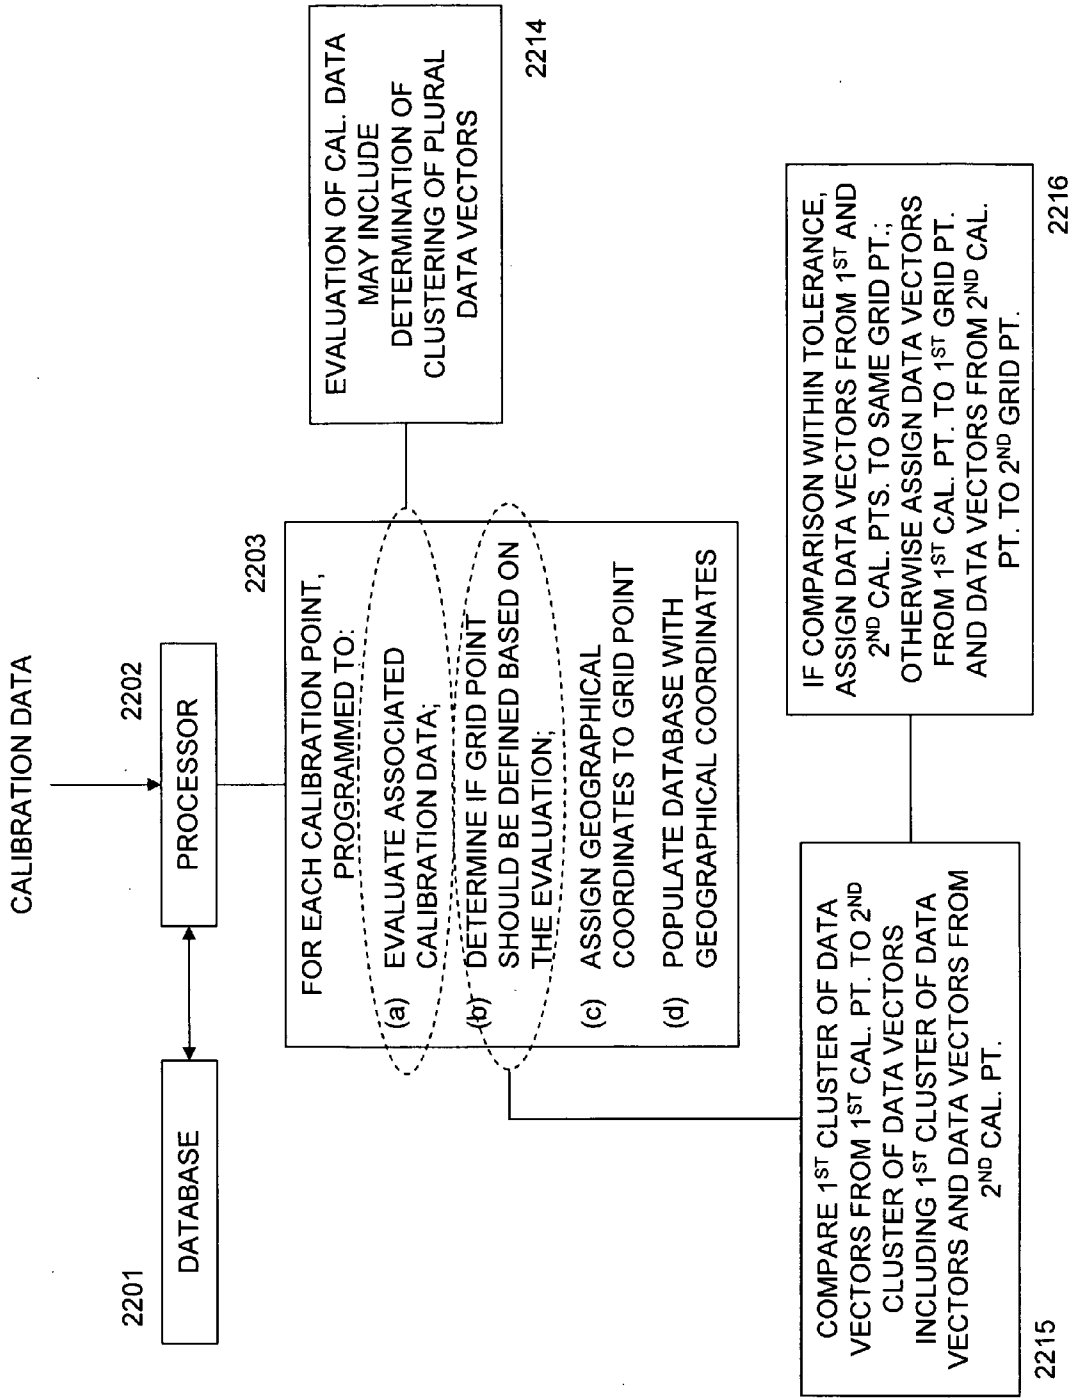 CALIBRATION DATA
2201
DATABASE
2202
PROCESSOR
2203
FOR EACH CALIBRATION POINT,
PROGRAMMED TO:
(a) EVALUATE ASSOCIATED
CALIBRATION DATA;
(b) DETERMINE IF GRID POINT
SHOULD BE DEFINED BASED ON
THE EVALUATION;
(c) ASSIGN GEOGRAPHICAL
COORDINATES TO GRID POINT
(d) POPULATE DATABASE WITH
GEOGRAPHICAL COORDINATES
EVALUATION OF CAL. DATA
MAY INCLUDE
DETERMINATION OF
CLUSTERING OF PLURAL
DATA VECTORS
2214
COMPARE 1ST CLUSTER OF DATA
VECTORS FROM 1ST CAL. PT. TO 2ND
CLUSTER OF DATA VECTORS
INCLUDING 1ST CLUSTER OF DATA
VECTORS AND DATA VECTORS FROM
2ND CAL. PT.
2215
IF COMPARISON WITHIN TOLERANCE,
ASSIGN DATA VECTORS FROM 1ST AND
2ND CAL. PTS. TO SAME GRID PT.;
OTHERWISE ASSIGN DATA VECTORS
FROM 1ST CAL. PT. TO 1ST GRID PT.
AND DATA VECTORS FROM 2ND CAL.
PT. TO 2ND GRID PT.
2216